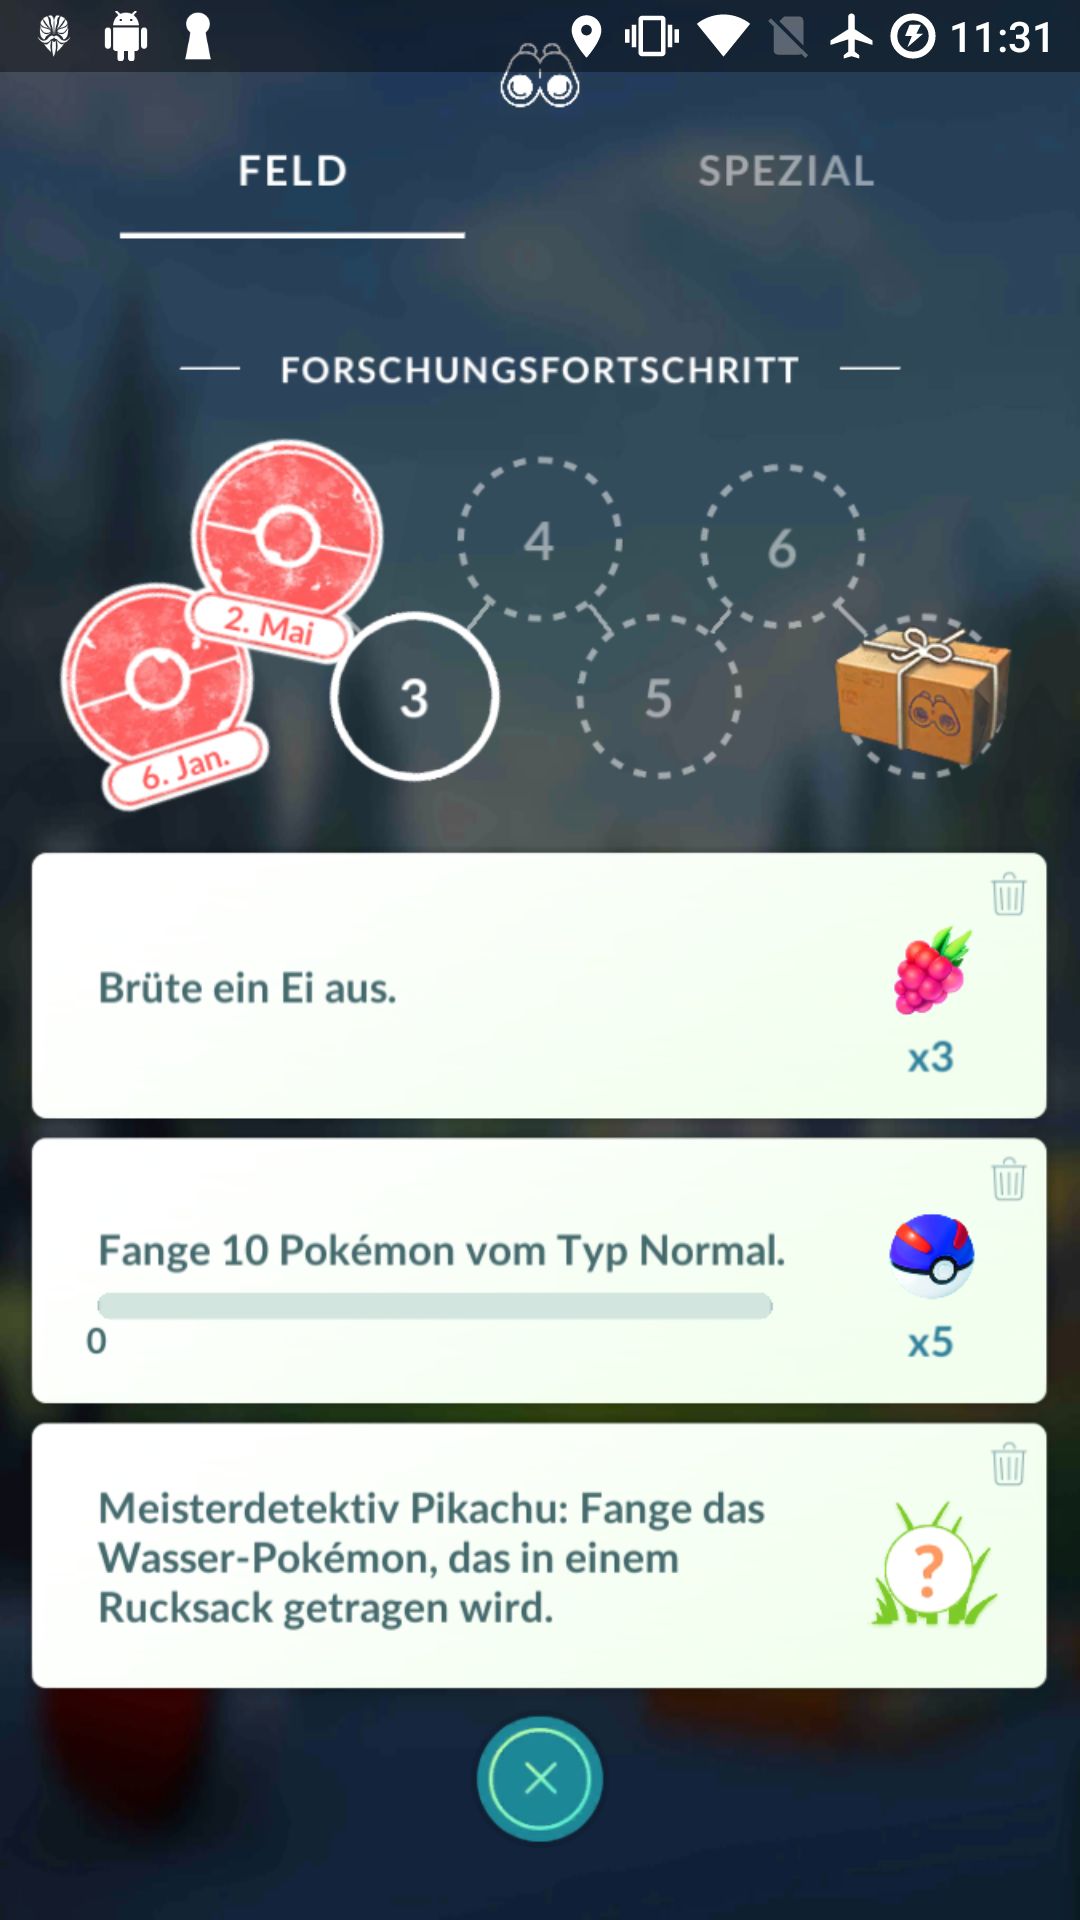 11:31
FELD
SPEZIAL
FORSCHUNGSFORTSCHRITT
2. Mai
4
6
6. Jan.
3
5
Brüte ein Ei aus.
x3
Fange 10 Pokémon vom Typ Normal.
0
x5
Meisterdetektiv Pikachu: Fange das
Wasser-Pokémon, das in einem
Rucksack getragen wird.
?